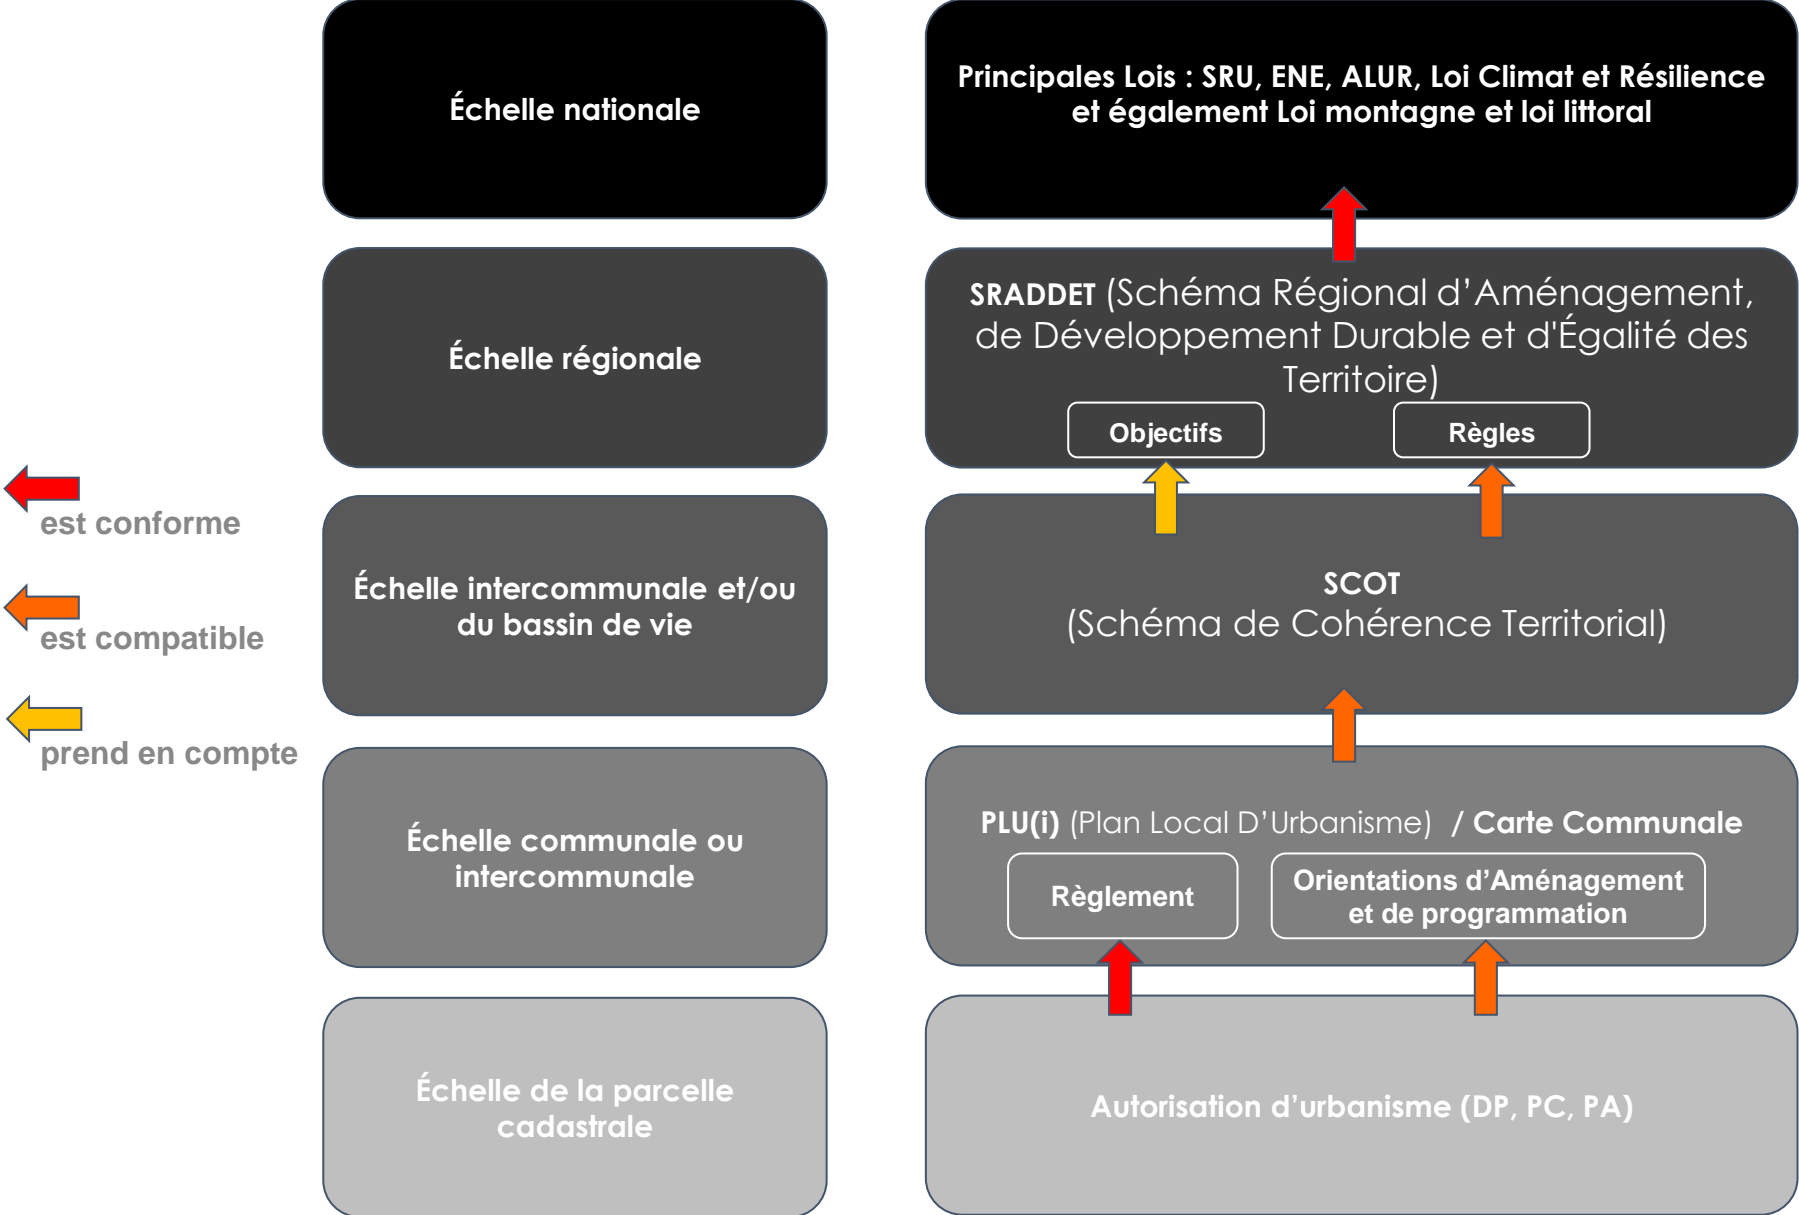 Échelle nationale
Principales Lois : SRU, ENE, ALUR, Loi Climat et Résilience
et également Loi montagne et loi littoral
Échelle régionale
SRADDET (Schéma Régional d’Aménagement,
de Développement Durable et d'Égalité des
Territoire)
Objectifs
Règles
est conforme
est compatible
prend en compte
Échelle intercommunale et/ou
du bassin de vie
SCOT
(Schéma de Cohérence Territorial)
Échelle communale ou
intercommunale
PLU(i) (Plan Local D’Urbanisme) / Carte Communale
Règlement
Orientations d’Aménagement
et de programmation
Échelle de la parcelle
cadastrale
Autorisation d’urbanisme (DP, PC, PA)